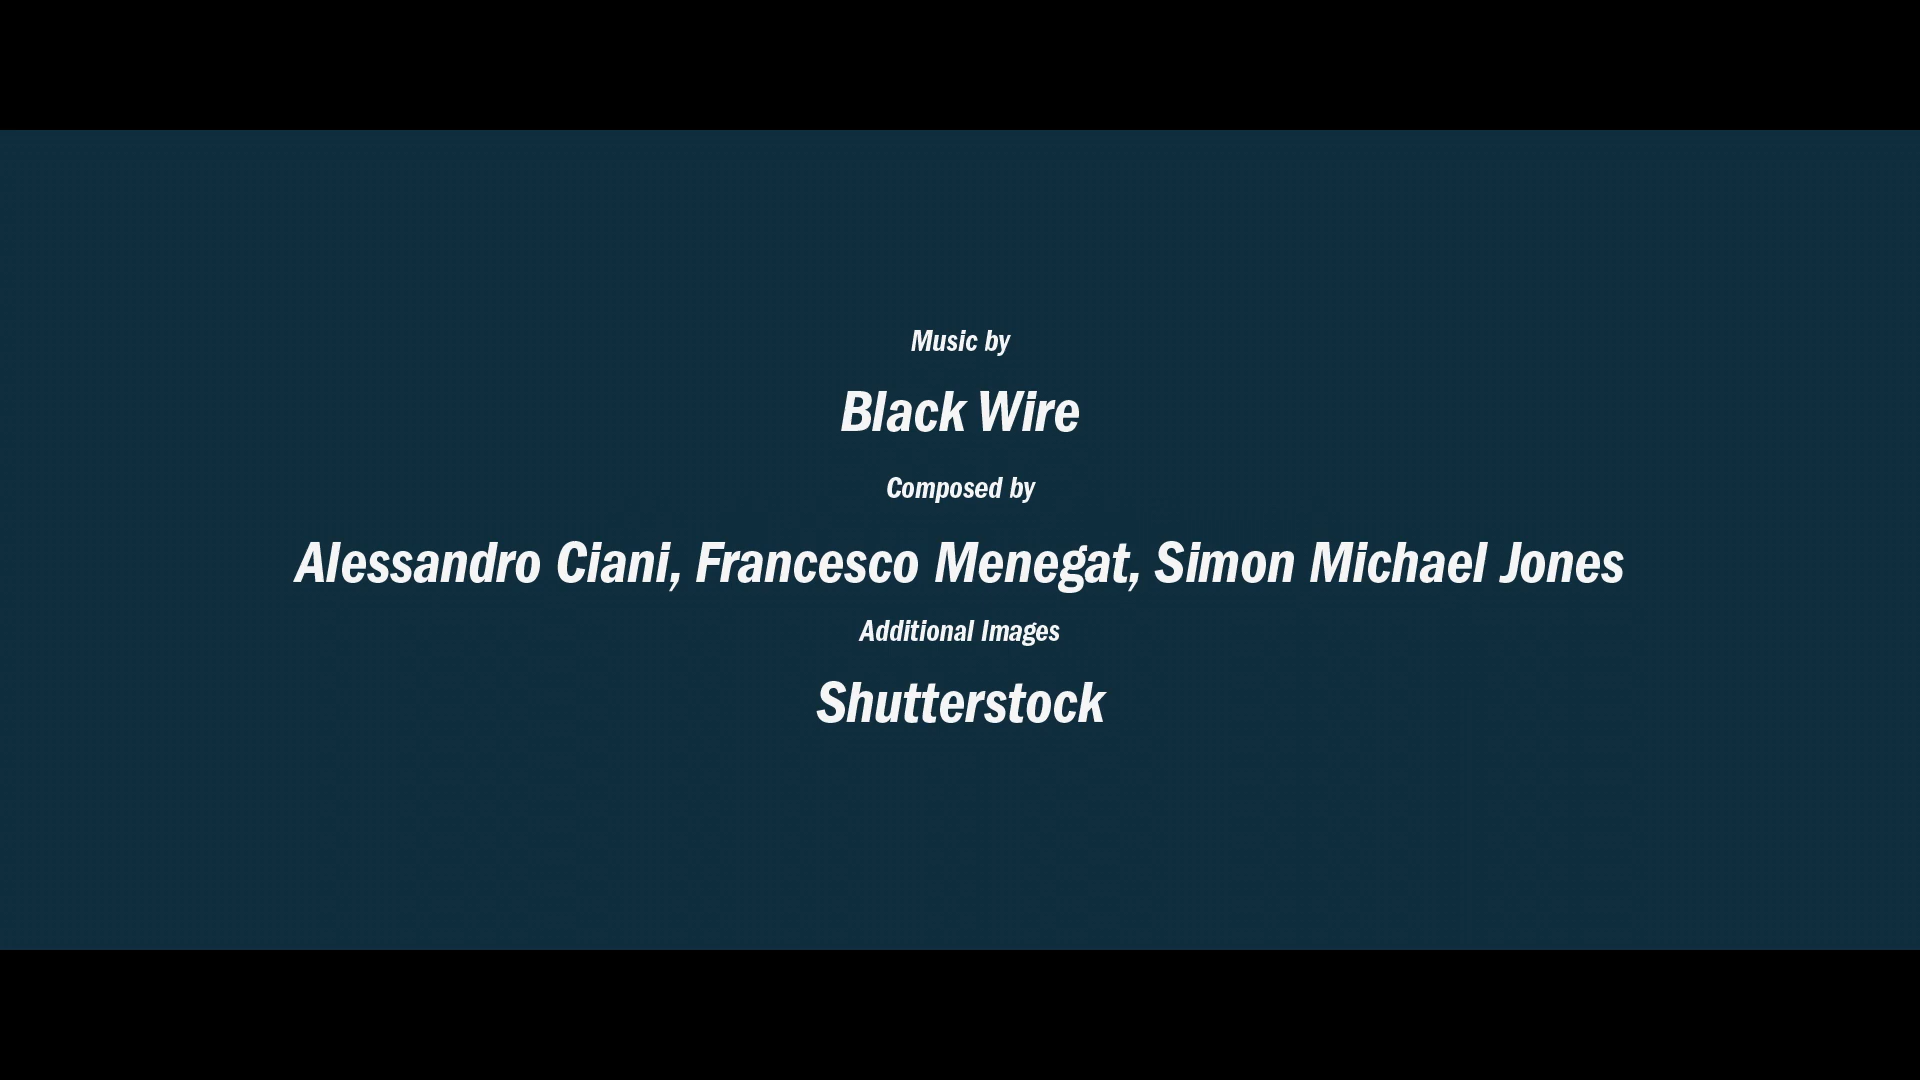 Music by
Black Wire
Composed by
Alessandro Ciani, Francesco Menegat, Simon Michael Jones
Additional Images
Shutterstock